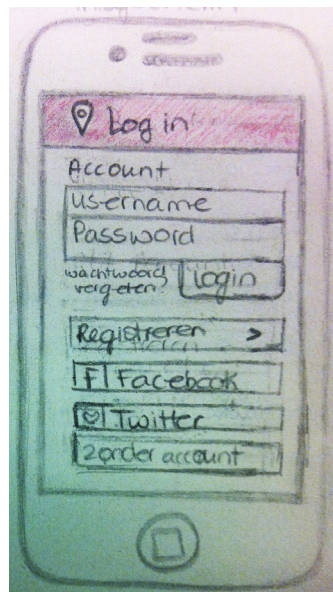 Log in
Account
username
Password
wachtwoord
vergeten?
login
Registreren >
f Facebook
Twitter
zonder account